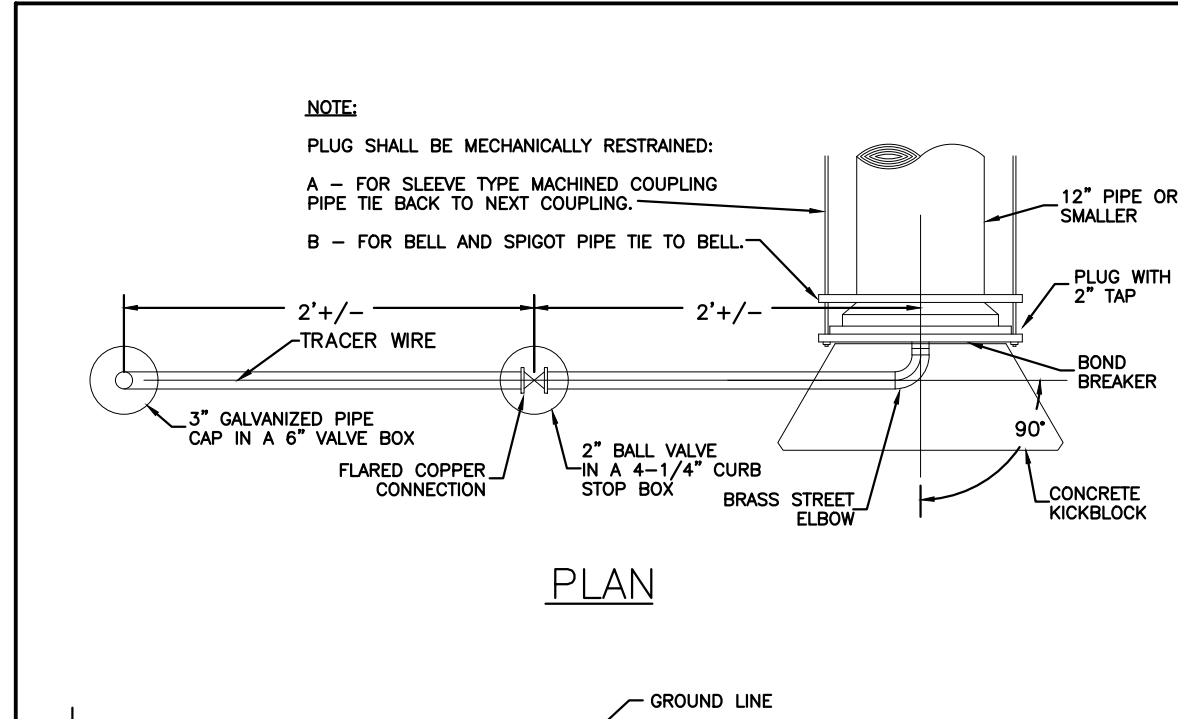 NOTE:
PLUG SHALL BE MECHANICALLY RESTRAINED:
A – FOR SLEEVE TYPE MACHINED COUPLING
PIPE TIE BACK TO NEXT COUPLING.
B – FOR BELL AND SPIGOT PIPE TIE TO BELL.
12" PIPE OR
SMALLER
PLUG WITH
2" TAP
2'+/-
2'+/-
TRACER WIRE
BOND
BREAKER
3" GALVANIZED PIPE
CAP IN A 6" VALVE BOX
90°
FLARED COPPER
CONNECTION
2" BALL VALVE
IN A 4-1/4" CURB
STOP BOX
BRASS STREET
ELBOW
CONCRETE
KICKBLOCK
PLAN
GROUND LINE